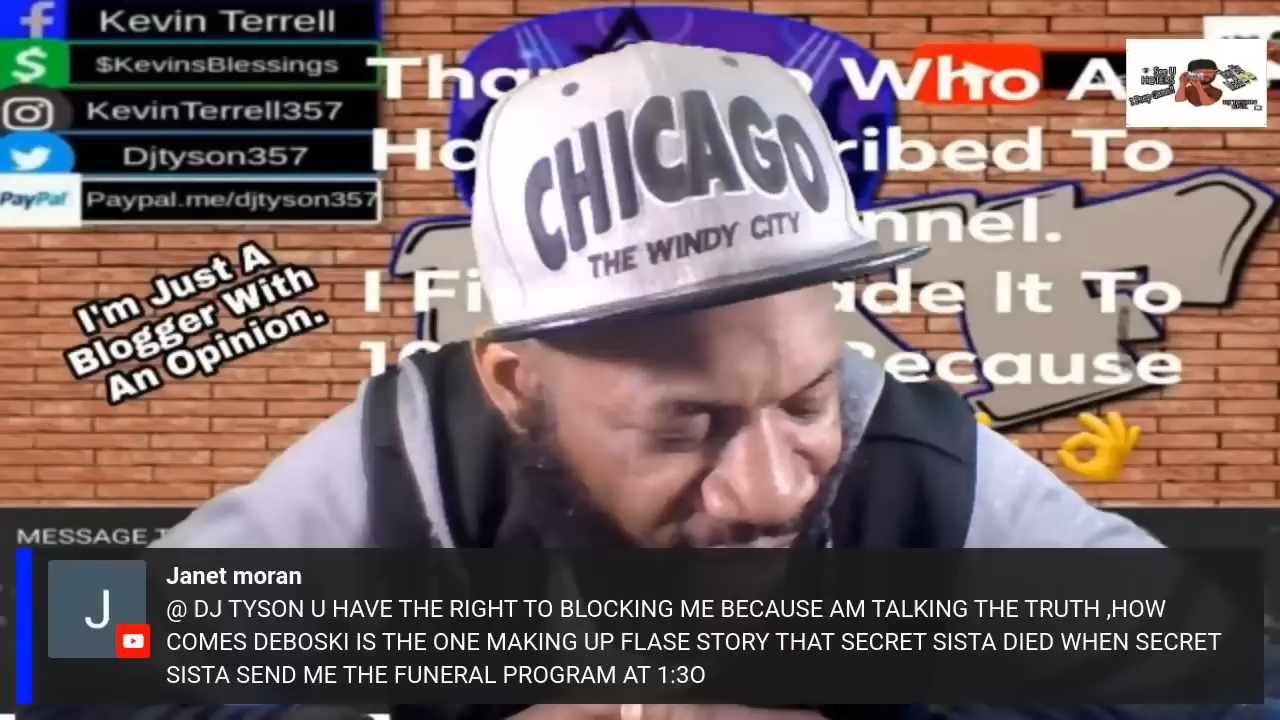 Kevin Terrell
$KevinsBlessings
KevinTerrell357
Djtyson357
PayPal
Paypal.me/djtyson357
I'm Just A
Blogger With
An Opinion.
CHICAGO
THE WINDY CITY
Who
ribed To
nnel.
I Fi ade It To
Because
MESSAGE
J
Janet moran
@ DJ TYSON U HAVE THE RIGHT TO BLOCKING ME BECAUSE AM TALKING THE TRUTH ,HOW
COMES DEBOSKI IS THE ONE MAKING UP FLASE STORY THAT SECRET SISTA DIED WHEN SECRET
SISTA SEND ME THE FUNERAL PROGRAM AT 1:3O